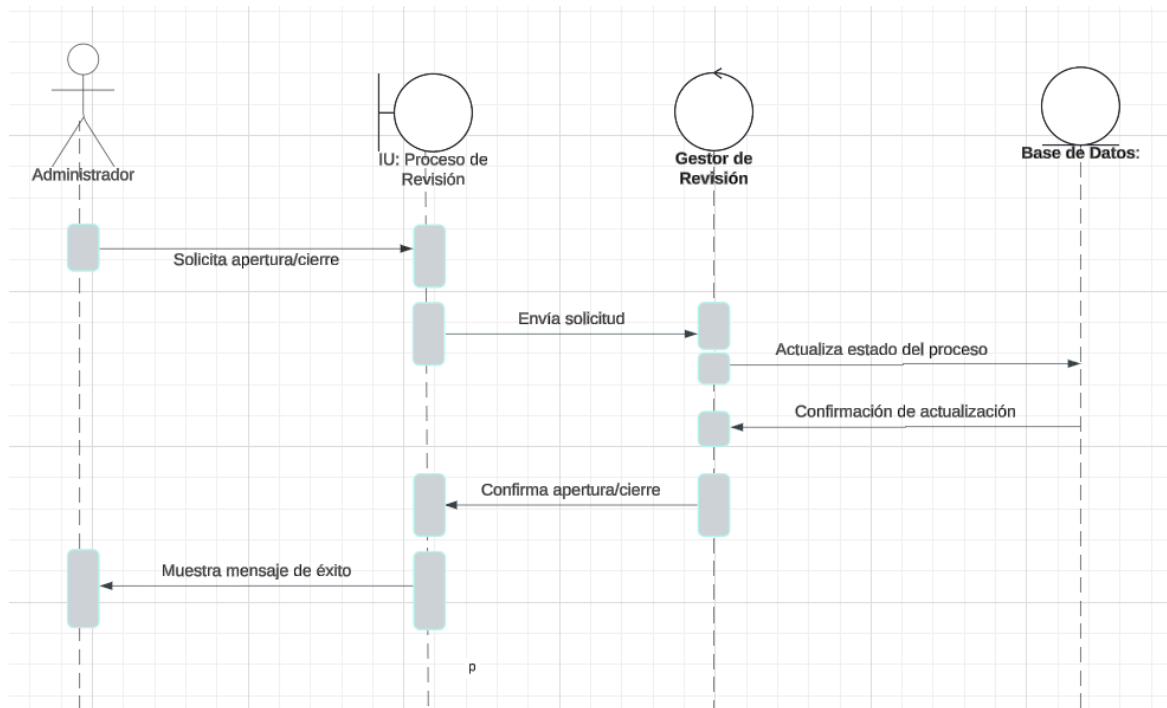 Administrador
IU: Proceso de
Revisión
Gestor de
Revisión
Base de Datos:
Solicita apertura/cierre
Envía solicitud
Actualiza estado del proceso
Confirmación de actualización
Confirma apertura/cierre
Muestra mensaje de éxito
p